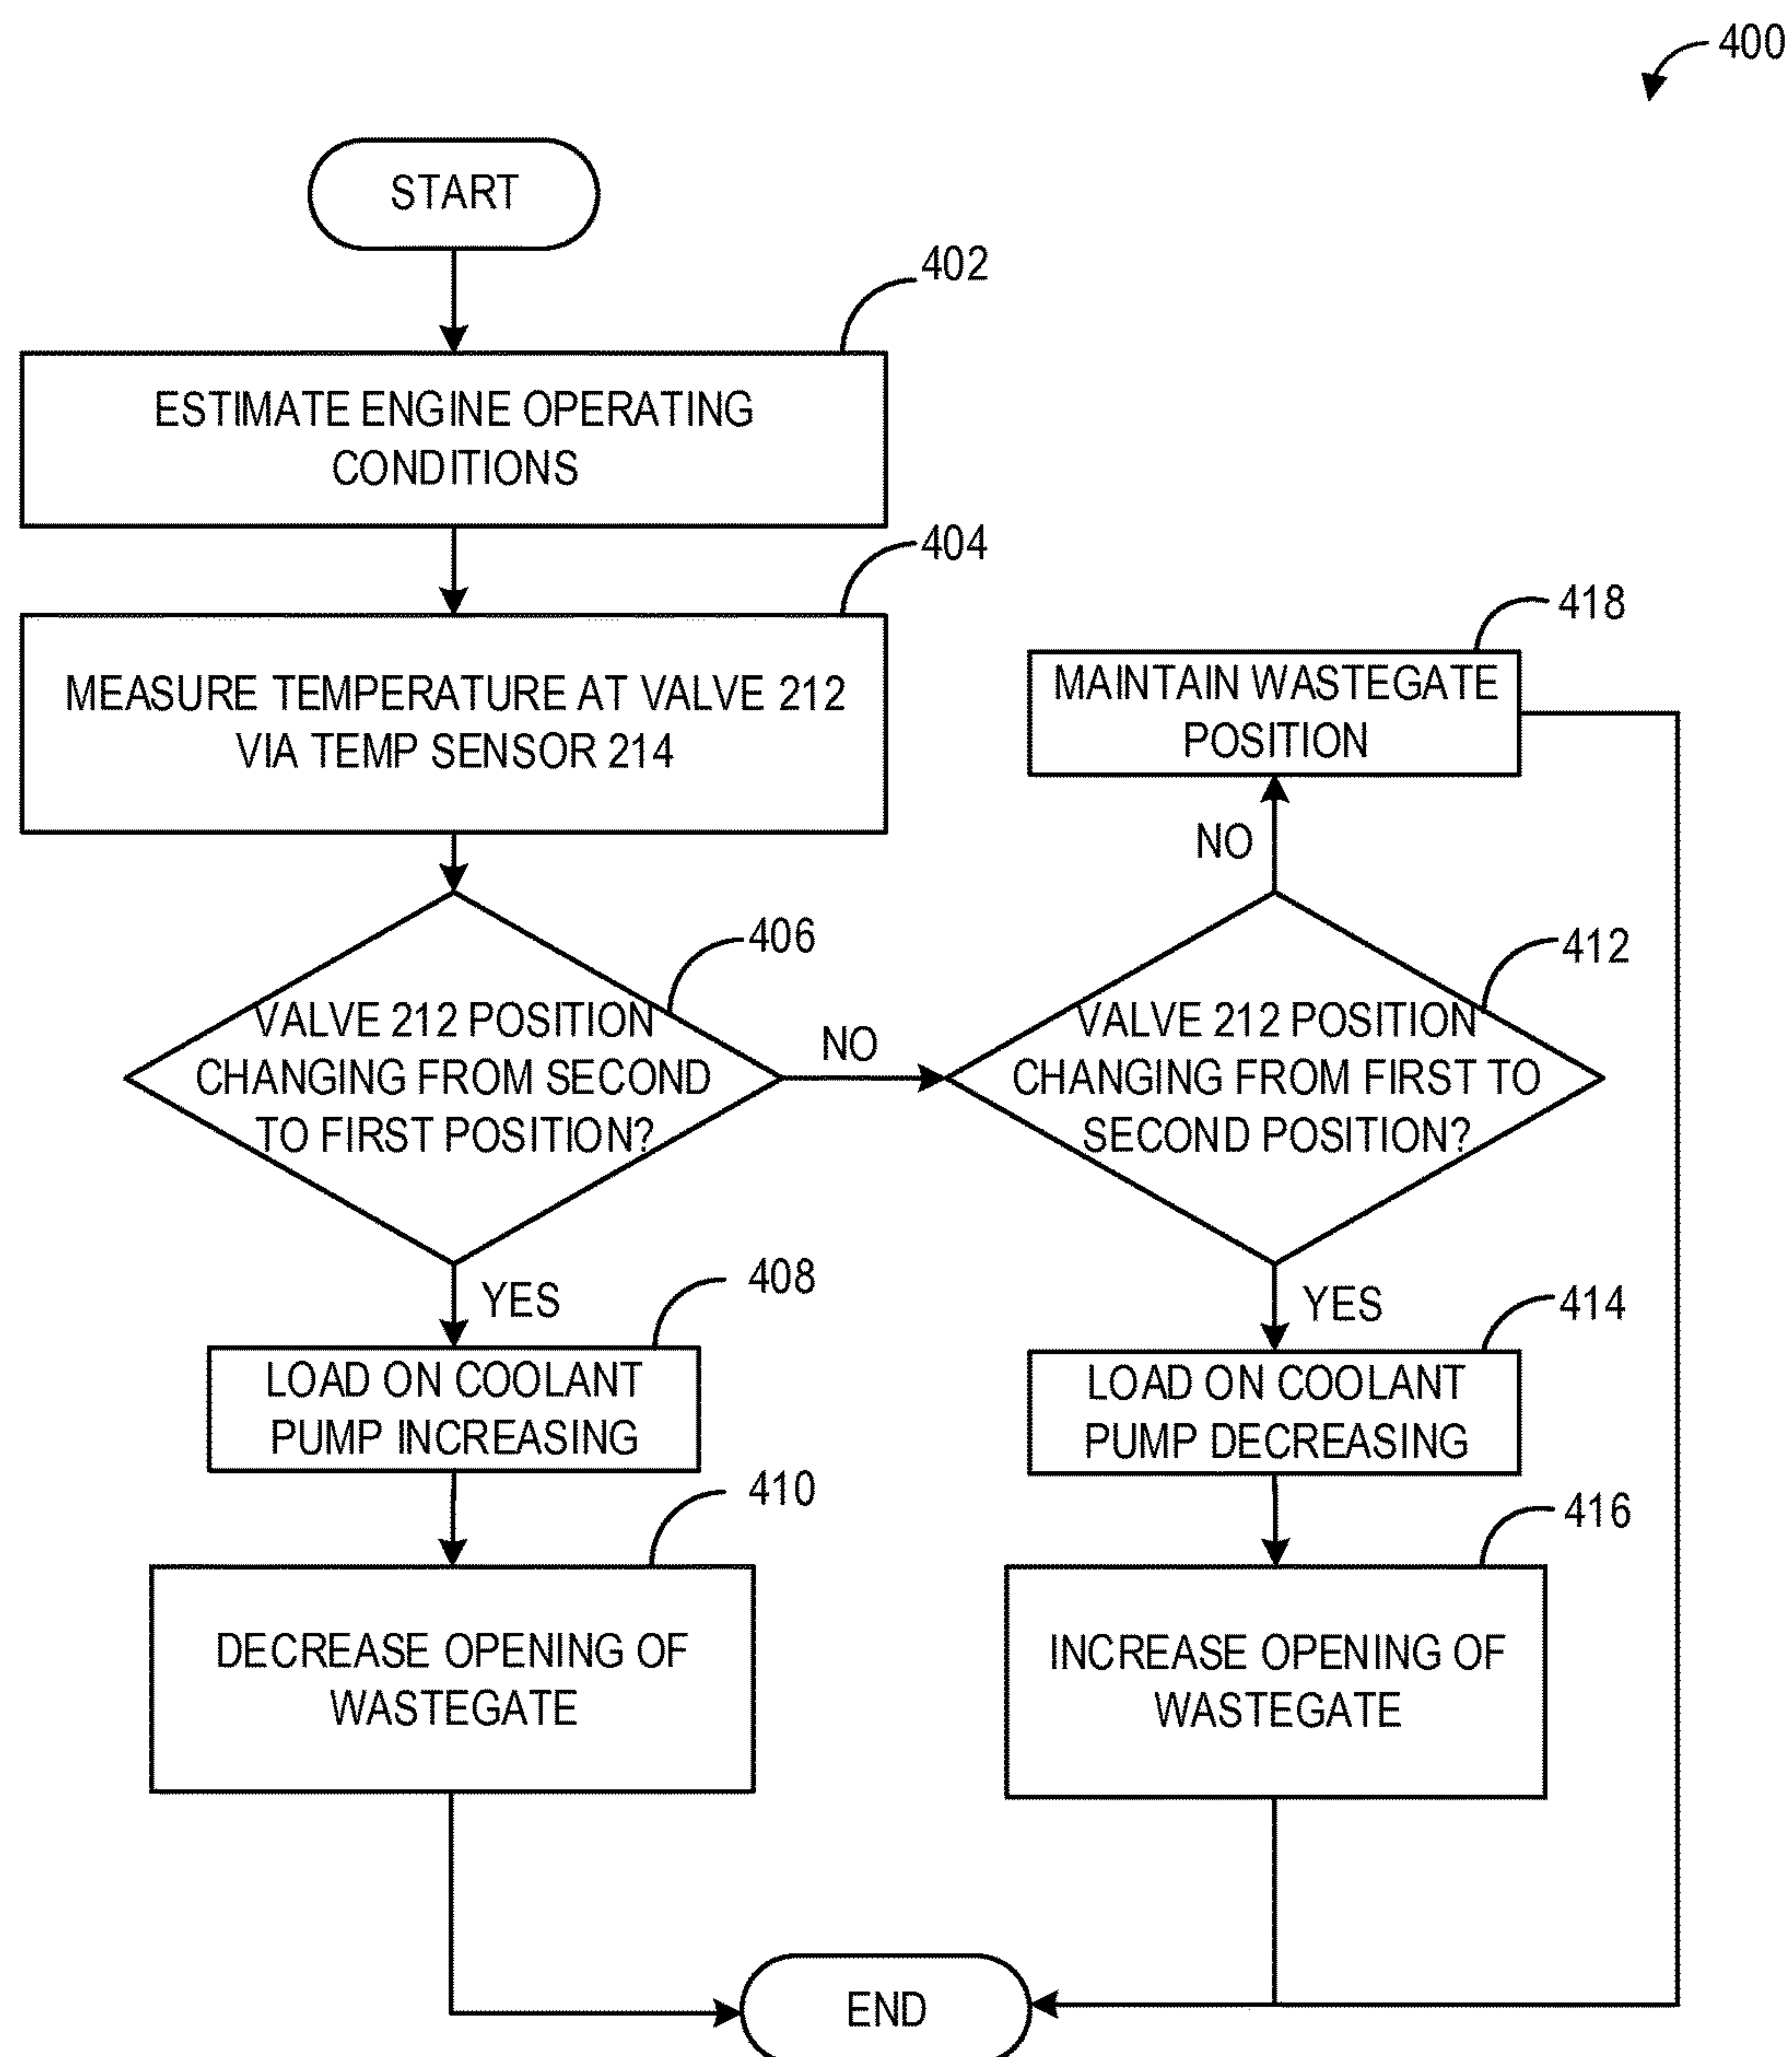 400
START
402
ESTIMATE ENGINE OPERATING
CONDITIONS
404
MEASURE TEMPERATURE AT VALVE 212
VIA TEMP SENSOR 214
418
MAINTAIN WASTEGATE
POSITION
NO
406
VALVE 212 POSITION
CHANGING FROM SECOND
TO FIRST POSITION?
NO
412
VALVE 212 POSITION
CHANGING FROM FIRST TO
SECOND POSITION?
YES
408
LOAD ON COOLANT
PUMP INCREASING
YES
414
LOAD ON COOLANT
PUMP DECREASING
410
DECREASE OPENING OF
WASTEGATE
416
INCREASE OPENING OF
WASTEGATE
END